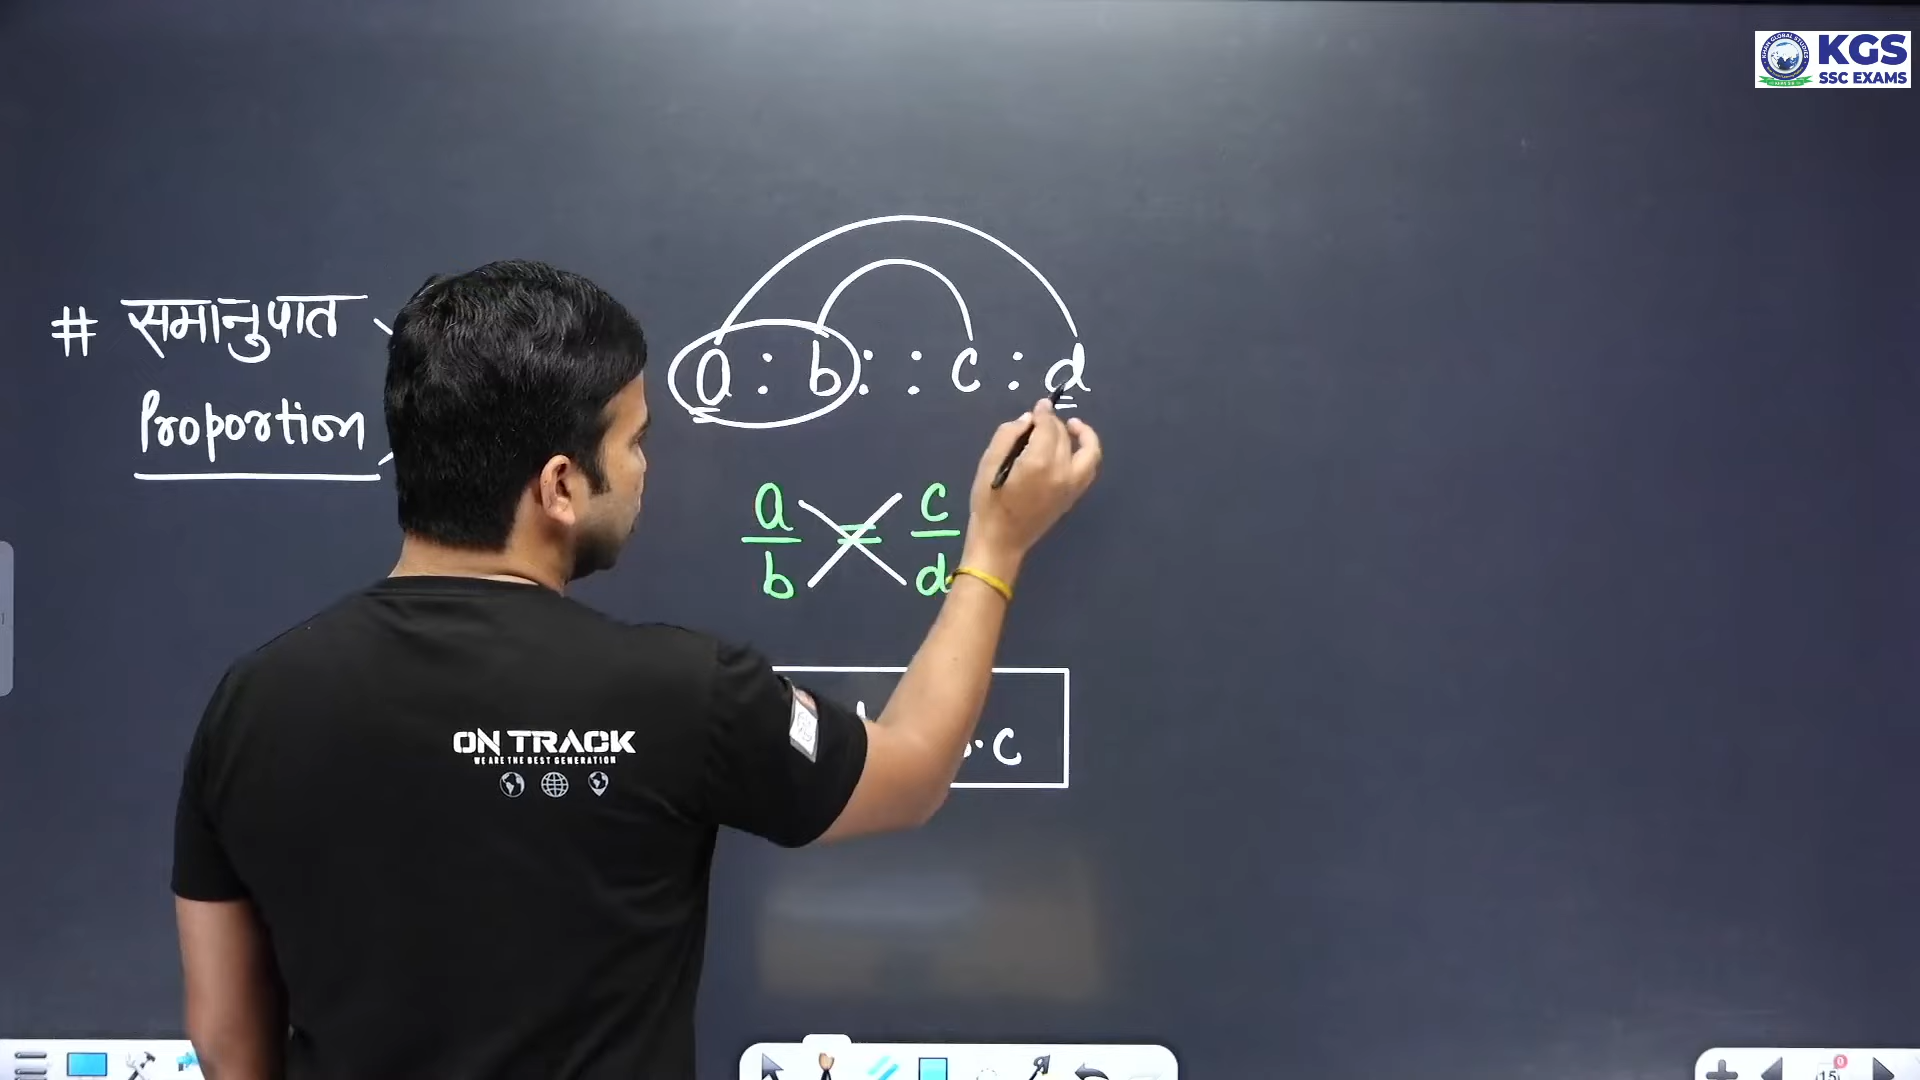 KGS
SSC EXAMS
# समानुपात
Proportion
a : b : : c : d
a/b = c/d
· c
ON TRACK
WE ARE THE BEST GENERATION